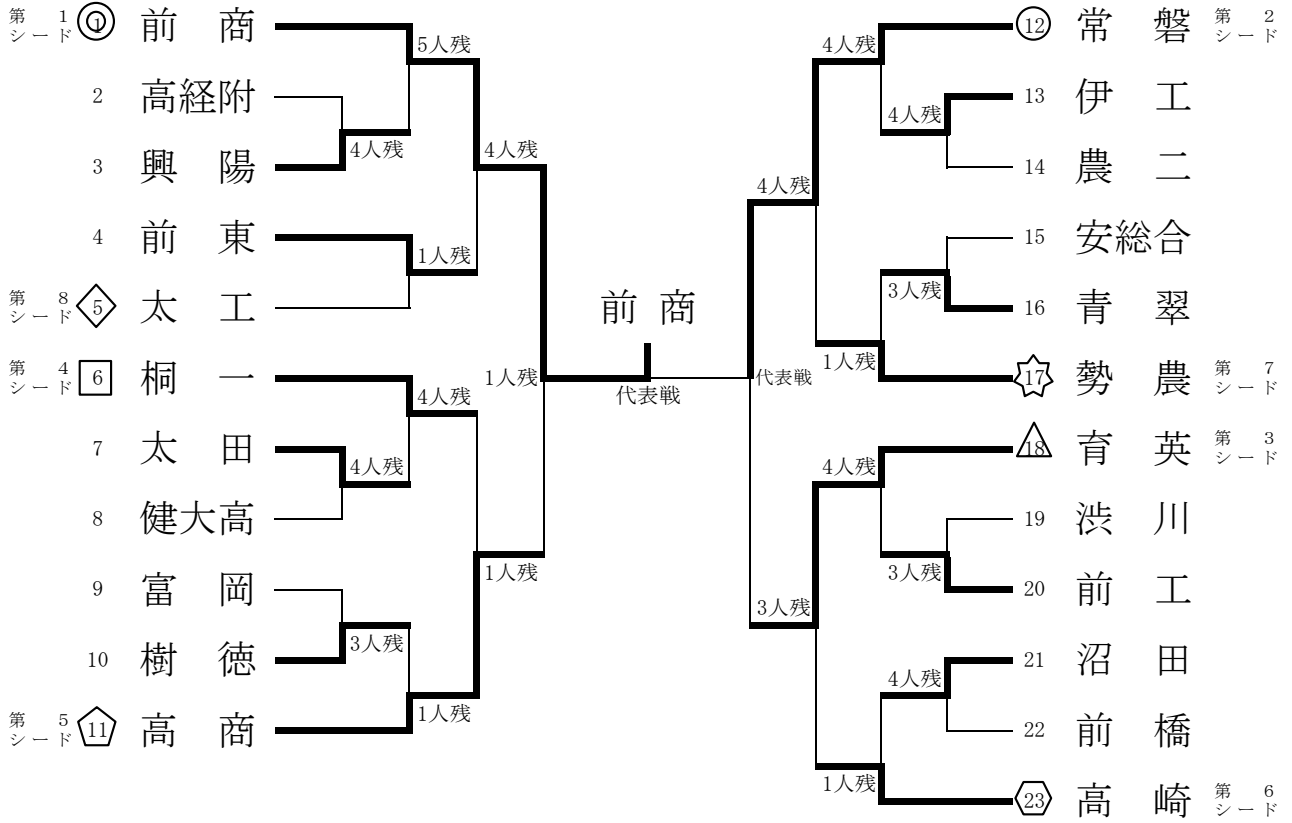 第1シード 1 前商
2 高経附
3 興陽
4 前東
第8シード 5 太工
第4シード 6 桐一
7 太田
8 健大高
9 富岡
10 樹徳
第5シード 11 高商
5人残
4人残
4人残
1人残
4人残
4人残
3人残
1人残
1人残
1人残
前商
代表戦
代表戦
4人残
4人残
4人残
3人残
1人残
4人残
3人残
3人残
4人残
1人残
12 常磐 第2シード
13 伊工
14 農二
15 安総合
16 青翠
17 勢農 第7シード
18 育英 第3シード
19 渋川
20 前工
21 沼田
22 前橋
23 高崎 第6シード